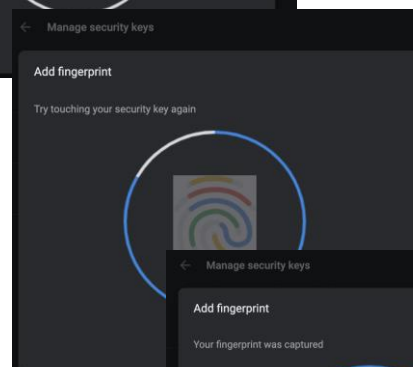 Manage security keys
Add fingerprint
Try touching your security key again
Manage security keys
Add fingerprint
Your fingerprint was captured